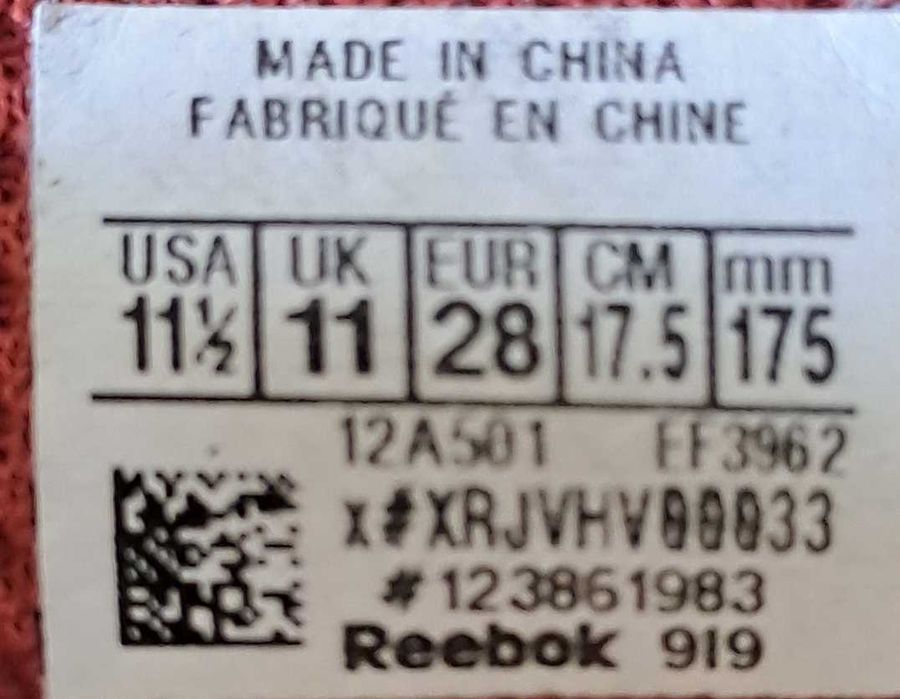 MADE IN CHINA
FABRIQUÉ EN CHINE
USA UK EUR CM mm
11½ 11 28 17.5 175
12A501 EF3962
x#XRJVHV00033
#123861983
Reebok 919